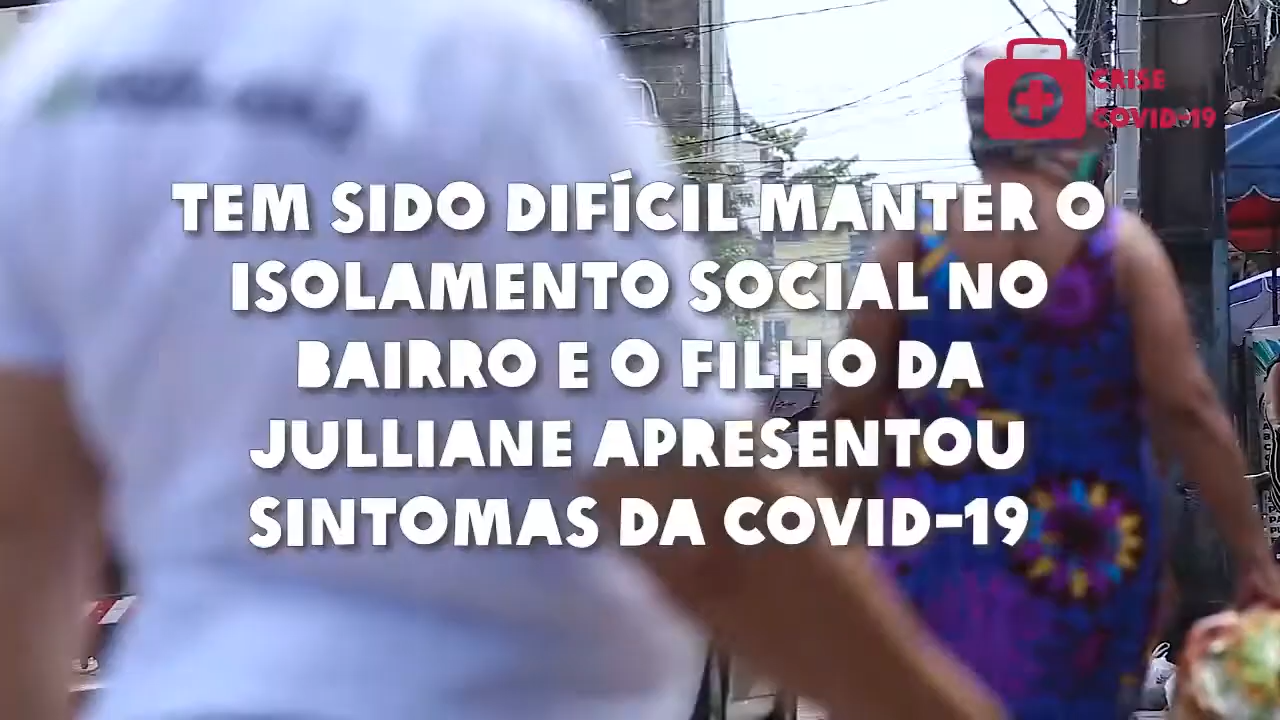 CRISE
COVID-19
TEM SIDO DIFÍCIL MANTER O
ISOLAMENTO SOCIAL NO
BAIRRO E O FILHO DA
JULLIANE APRESENTOU
SINTOMAS DA COVID-19